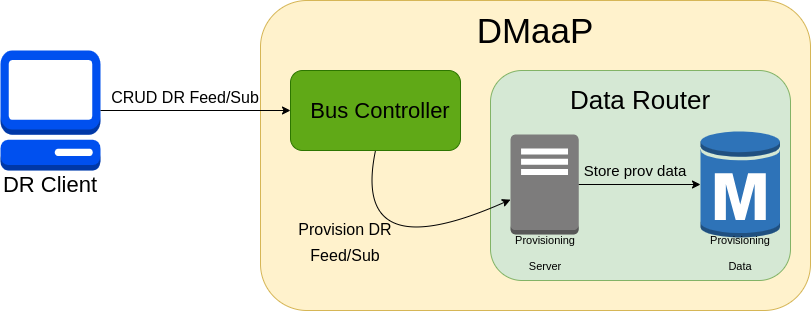 DMaaP
CRUD DR Feed/Sub
Bus Controller
DR Client
Data Router
Store prov data
M
Provisioning
Server
Provisioning
Data
Provision DR
Feed/Sub